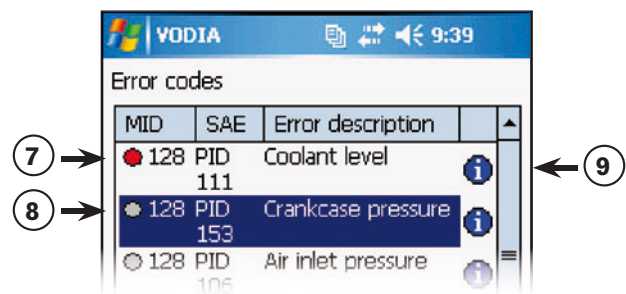 VODIA 9:39
Error codes
MID SAE Error description
7 128 PID Coolant level 9
111
8 128 PID Crankcase pressure
153
128 PID Air inlet pressure
106